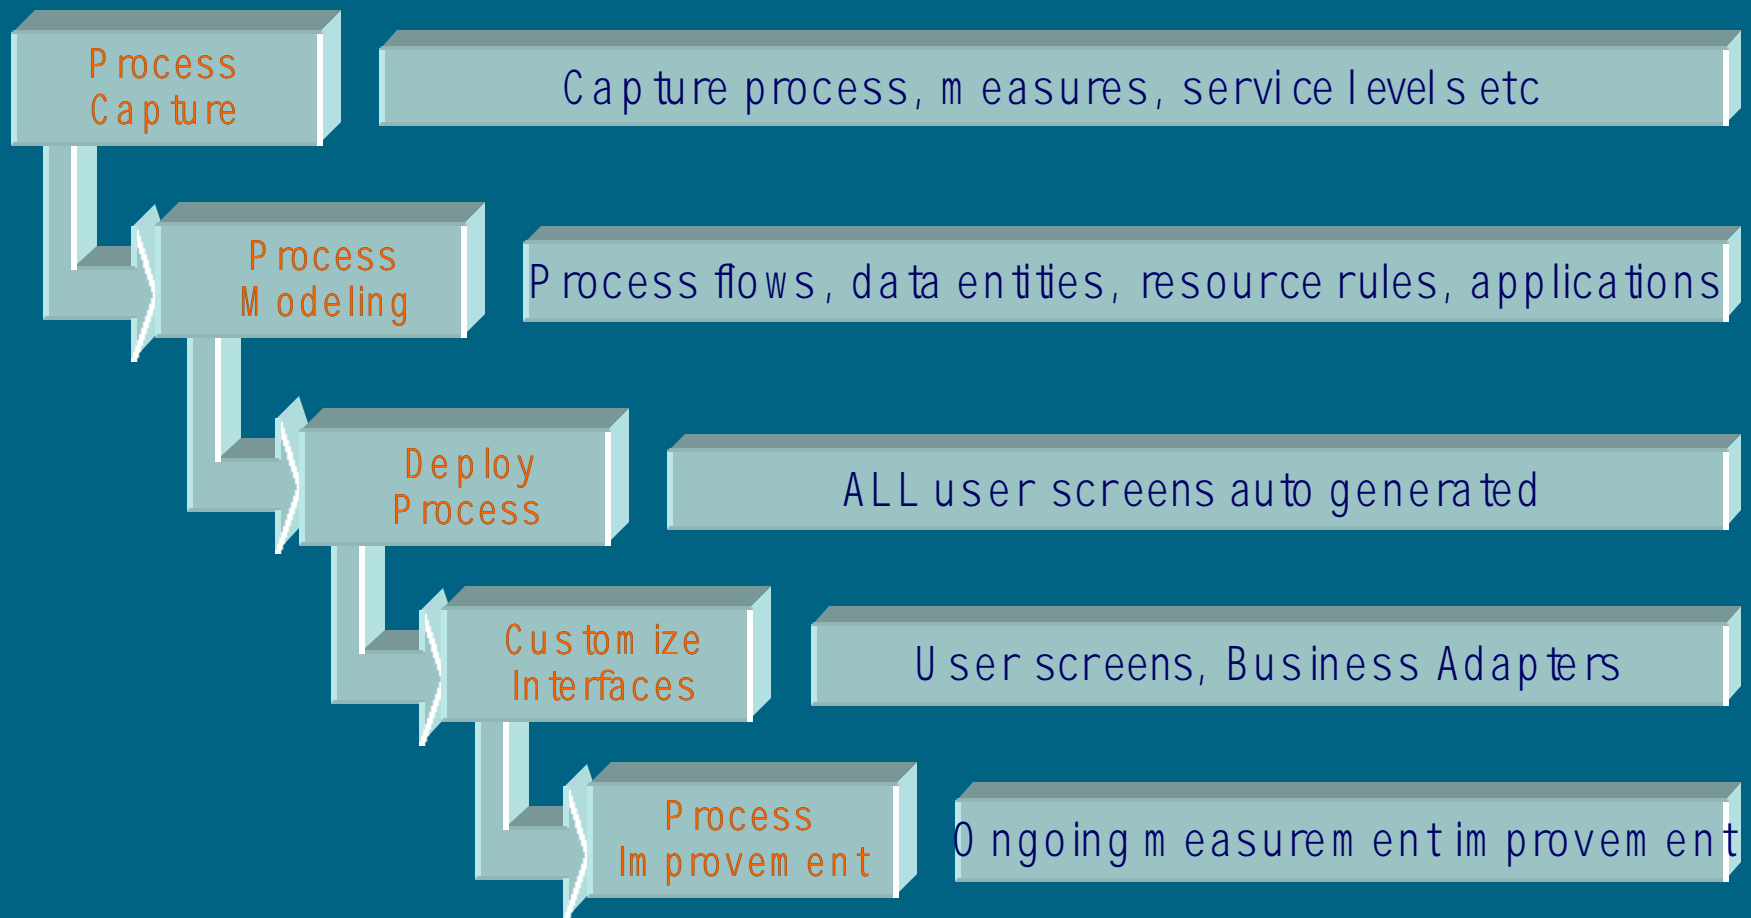 Process
Capture
Capture process, measures, service levels etc
Process
Modeling
Process flows, data entities, resource rules, applications
Deploy
Process
ALL user screens auto generated
Customize
Interfaces
User screens, Business Adapters
Process
Improvement
Ongoing measurement improvement